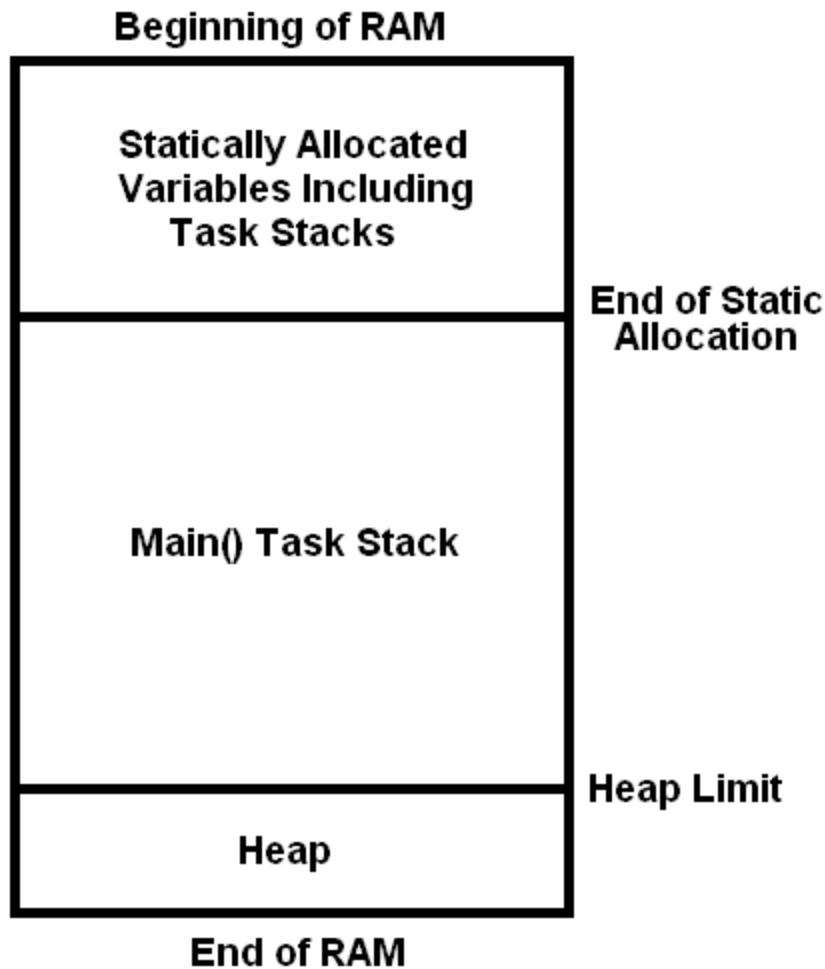 Beginning of RAM
Statically Allocated
Variables Including
Task Stacks
End of Static
Allocation
Main() Task Stack
Heap Limit
Heap
End of RAM